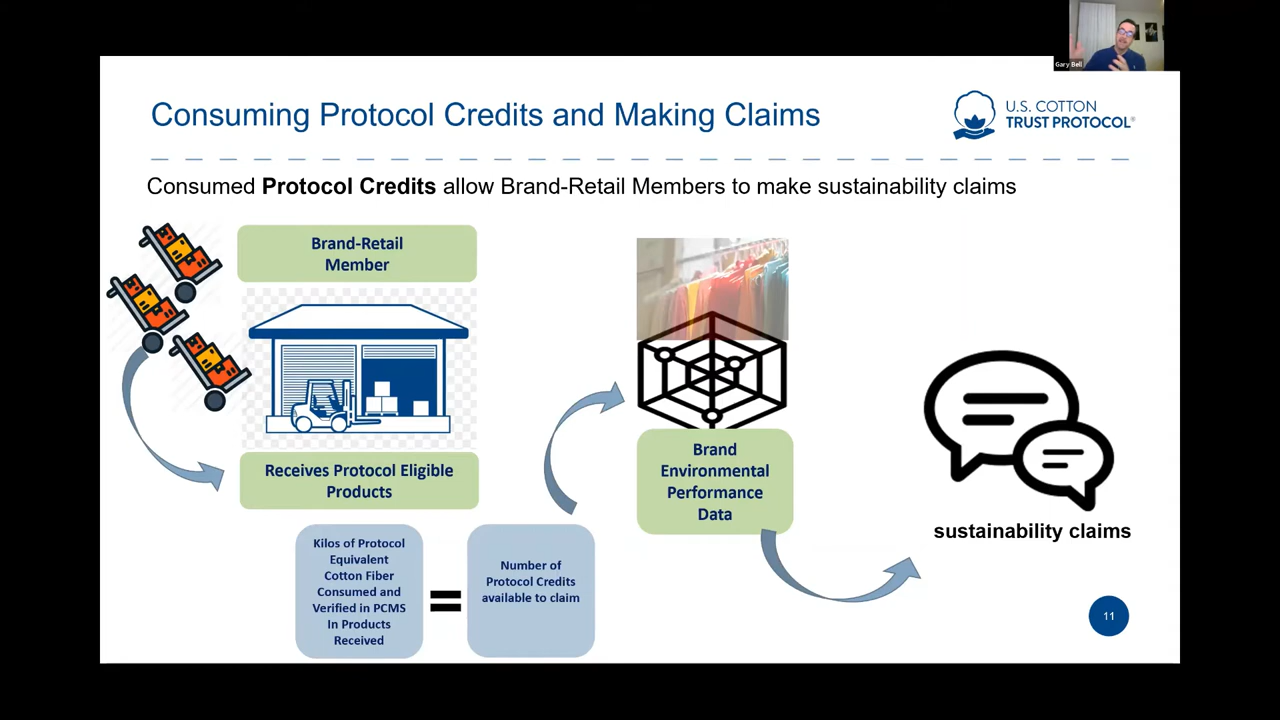 Gary Bell
Consuming Protocol Credits and Making Claims
U.S. COTTON
TRUST PROTOCOL®
Consumed Protocol Credits allow Brand-Retail Members to make sustainability claims
Brand-Retail
Member
Receives Protocol Eligible
Products
Kilos of Protocol
Equivalent
Cotton Fiber
Consumed and
Verified in PCMS
In Products
Received
=
Number of
Protocol Credits
available to claim
Brand
Environmental
Performance
Data
sustainability claims
11